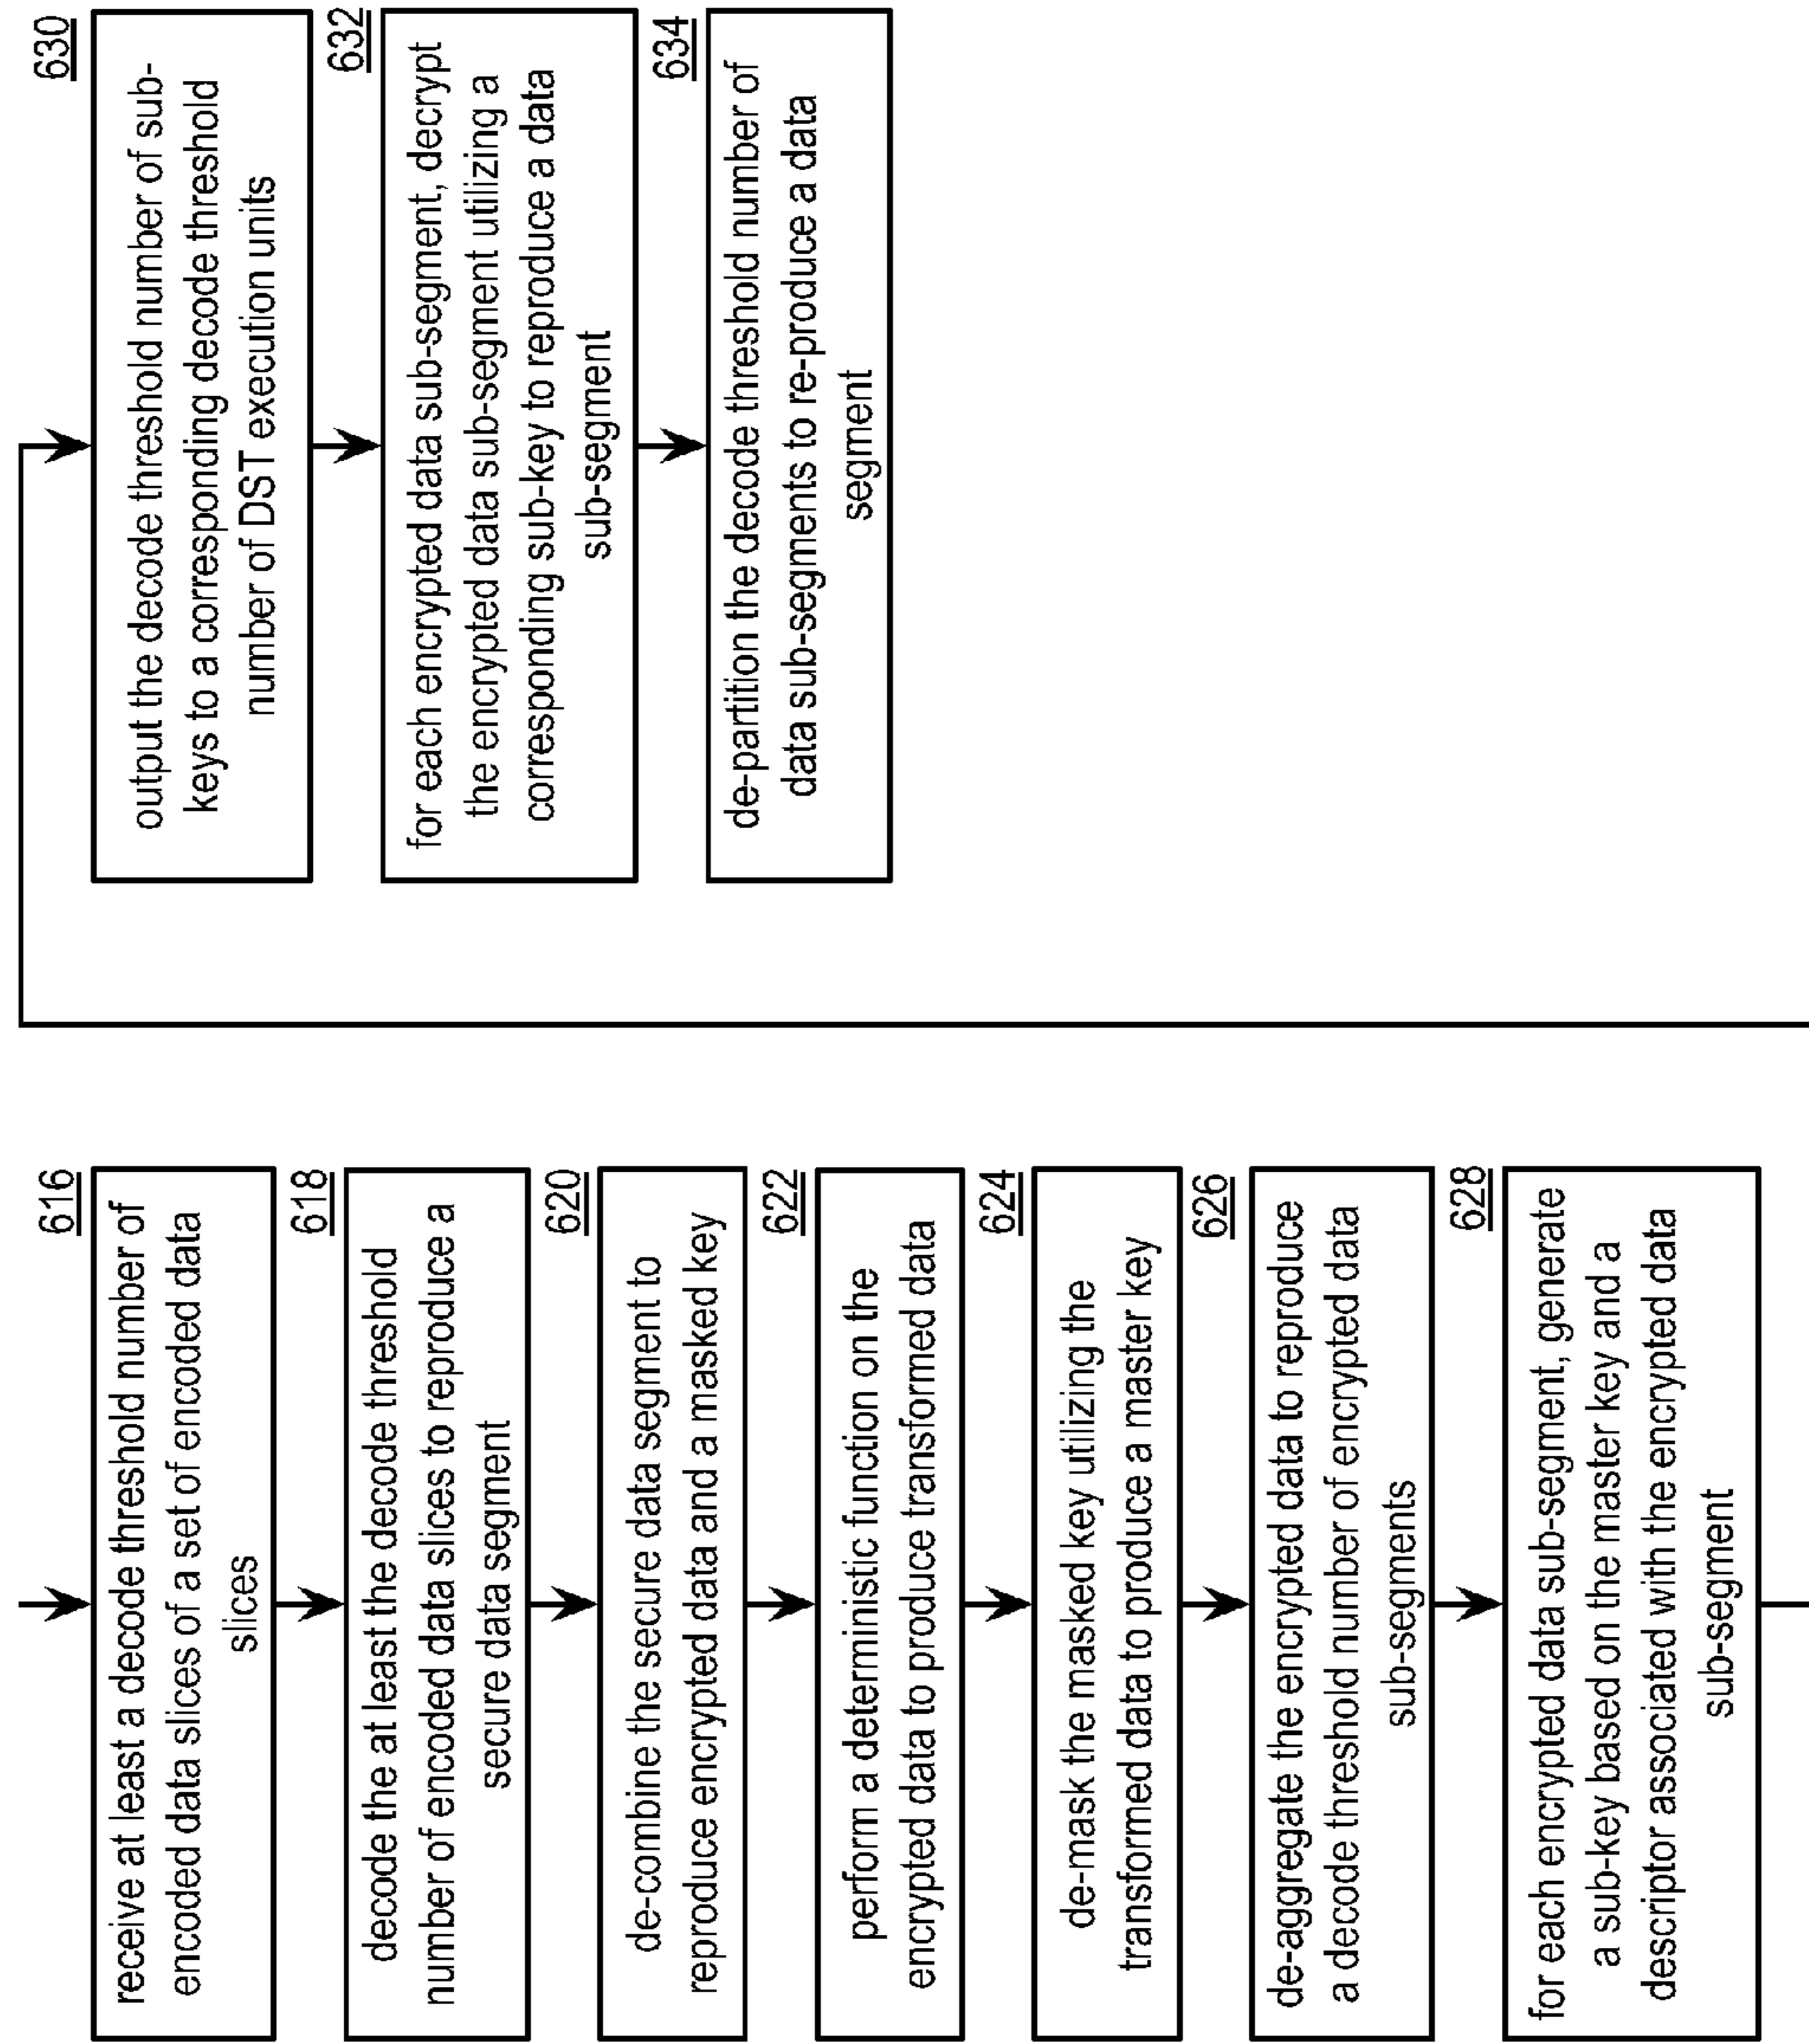 616
receive at least a decode threshold number of
encoded data slices of a set of encoded data
slices
618
decode the at least the decode threshold
number of encoded data slices to reproduce a
secure data segment
620
de-combine the secure data segment to
reproduce encrypted data and a masked key
622
perform a deterministic function on the
encrypted data to produce transformed data
624
de-mask the masked key utilizing the
transformed data to produce a master key
626
de-aggregate the encrypted data to reproduce
a decode threshold number of encrypted data
sub-segments
628
for each encrypted data sub-segment, generate
a sub-key based on the master key and a
descriptor associated with the encrypted data
sub-segment
630
output the decode threshold number of sub-
keys to a corresponding decode threshold
number of DST execution units
632
for each encrypted data sub-segment, decrypt
the encrypted data sub-segment utilizing a
corresponding sub-key to reproduce a data
sub-segment
634
de-partition the decode threshold number of
data sub-segments to re-produce a data
segment